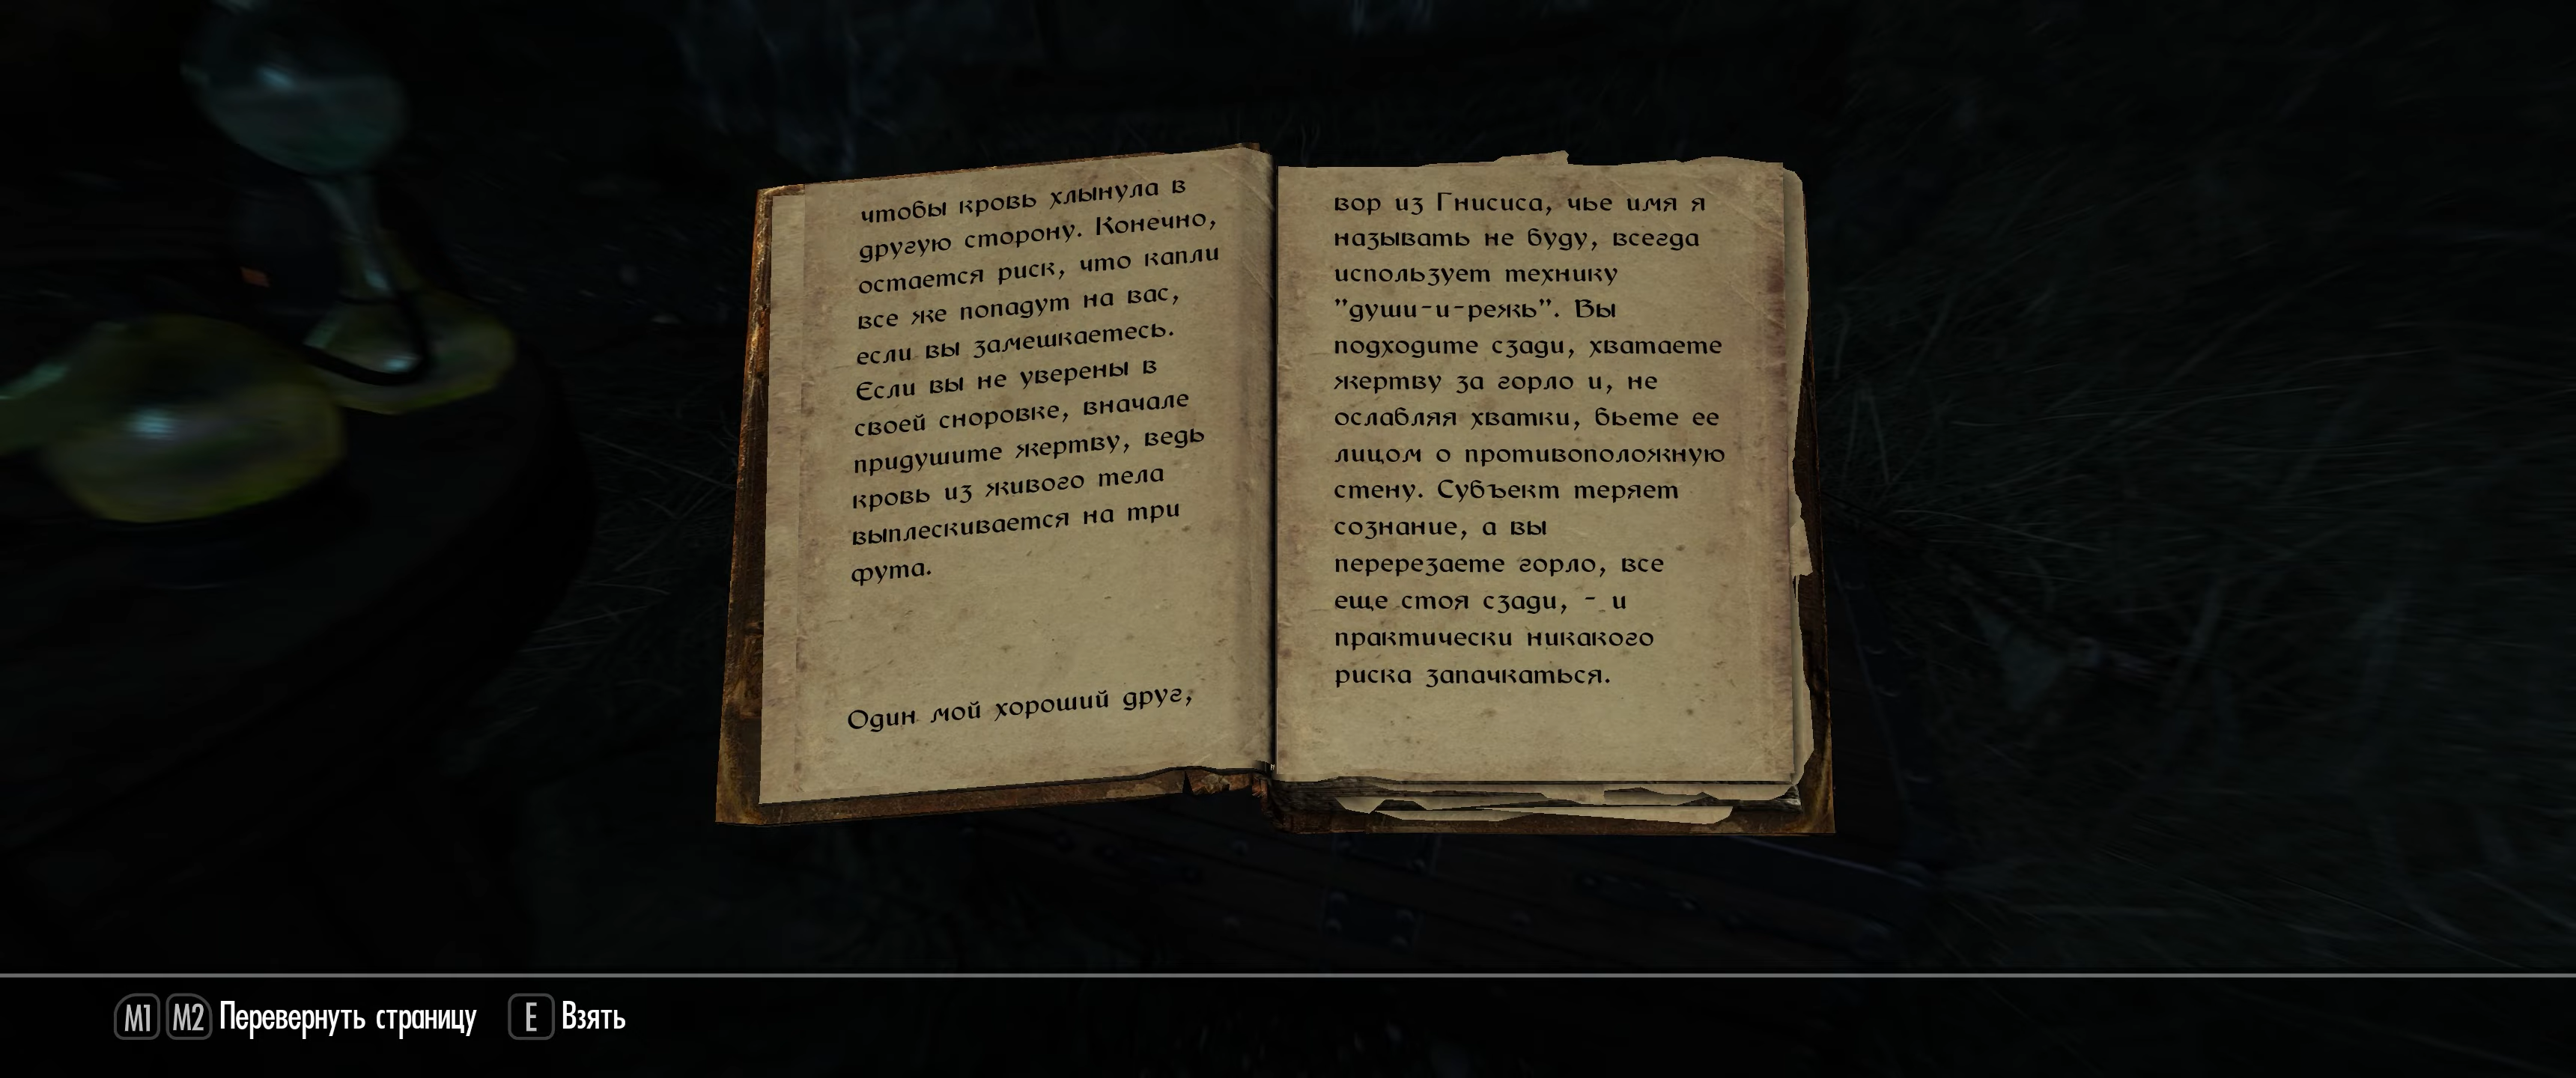 чтобы кровь хлынула в
другую сторону. Конечно,
остается риск, что капли
все же попадут на вас,
если вы замешкаетесь.
Если вы не уверены в
своей сноровке, вначале
придушите жертву, ведь
кровь из живого тела
выплескивается на три
фута.
Один мой хороший друг,
вор из Гнисиса, чье имя я
называть не буду, всегда
использует технику
"души-и-режь". Вы
подходите сзади, хватаете
жертву за горло и, не
ослабляя хватки, бьете ее
лицом о противоположную
стену. Субъект теряет
сознание, а вы
перерезаете горло, все
еще стоя сзади, - и
практически никакого
риска запачкаться.
M1 M2 Перевернуть страницу E Взять